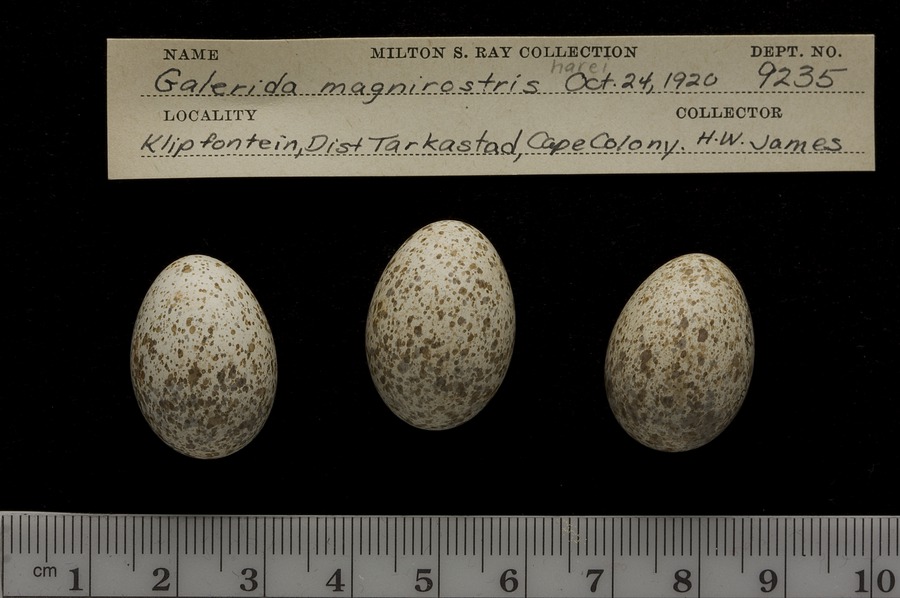 NAME MILTON S. RAY COLLECTION DEPT. NO.
Galerida magnirostris harei Oct. 24, 1920 9235
LOCALITY COLLECTOR
Klipfontein, Dist Tarkastad, Cape Colony. H.W. James
cm 1 2 3 4 5 6 7 8 9 10